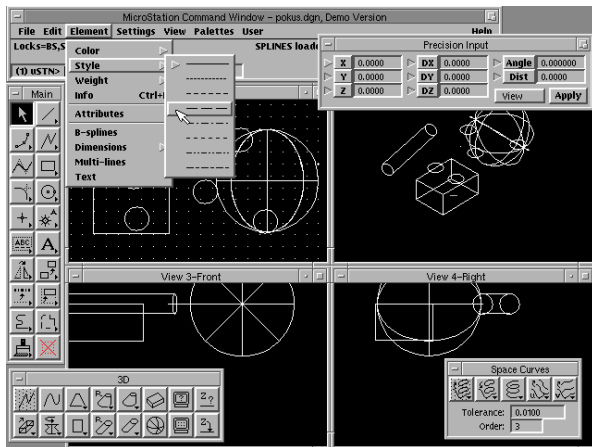 MicroStation Command Window – pokus.dgn, Demo Version
File Edit Element Settings View Palettes User Help
Locks=BS,S
SPLINES loade
(1) uSTN>
Color
Style
Weight
Info Ctrl+
Attributes
B-splines
Dimensions
Multi-lines
Text
Precision Input
X 0.0000 DX 0.0000 Angle 0.000000
Y 0.0000 DY 0.0000 Dist 0.0000
Z 0.0000 DZ 0.0000 View Apply
Main
ABC A
View 3-Front
View 4-Right
3D
Z ?
Space Curves
Tolerance: 0.0100
Order: 3